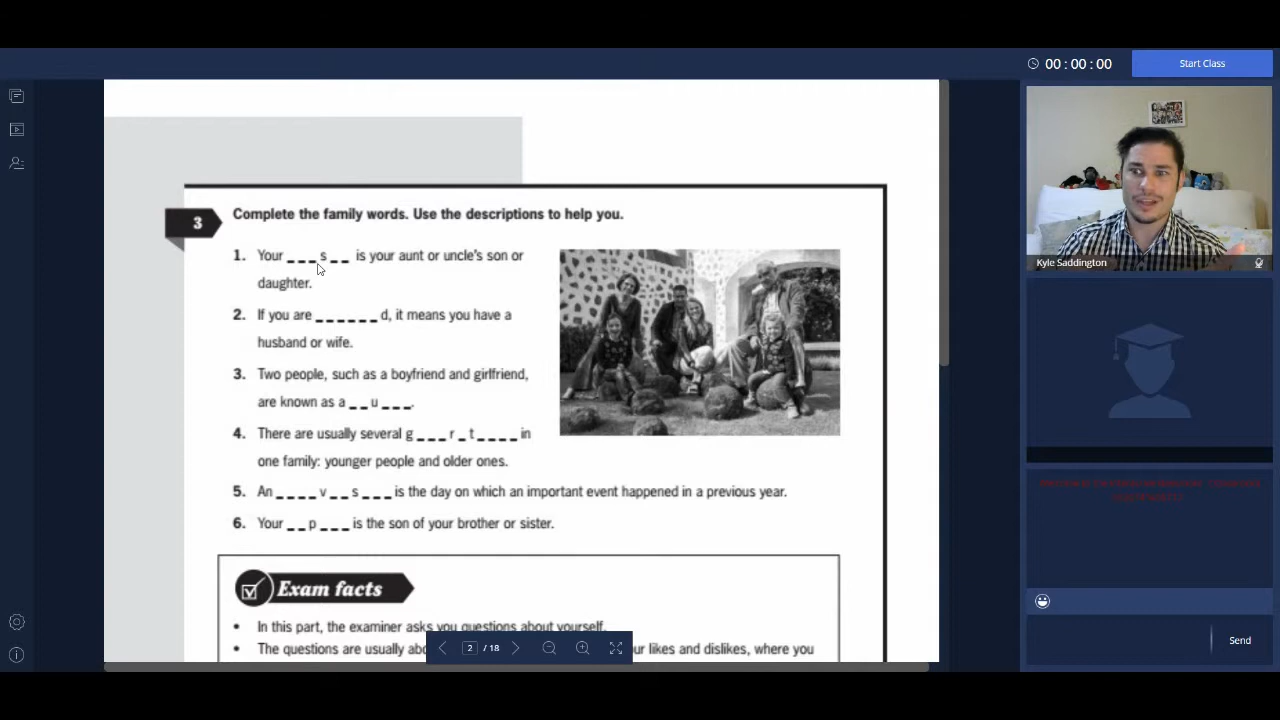 00 : 00 : 00
Start Class
3
Complete the family words. Use the descriptions to help you.
1. Your _ _ _ s _ _ is your aunt or uncle's son or
daughter.
2. If you are _ _ _ _ _ _ d, it means you have a
husband or wife.
3. Two people, such as a boyfriend and girlfriend,
are known as a _ _ u _ _ _.
4. There are usually several g _ _ _ r _ t _ _ _ _ in
one family: younger people and older ones.
5. An _ _ _ _ v _ _ s _ _ _ is the day on which an important event happened in a previous year.
6. Your _ _ p _ _ _ is the son of your brother or sister.
Exam facts
• In this part, the examiner asks you questions about yourself.
• The questions are usually ur likes and dislikes, where you
2 / 18
Kyle Saddington
Send